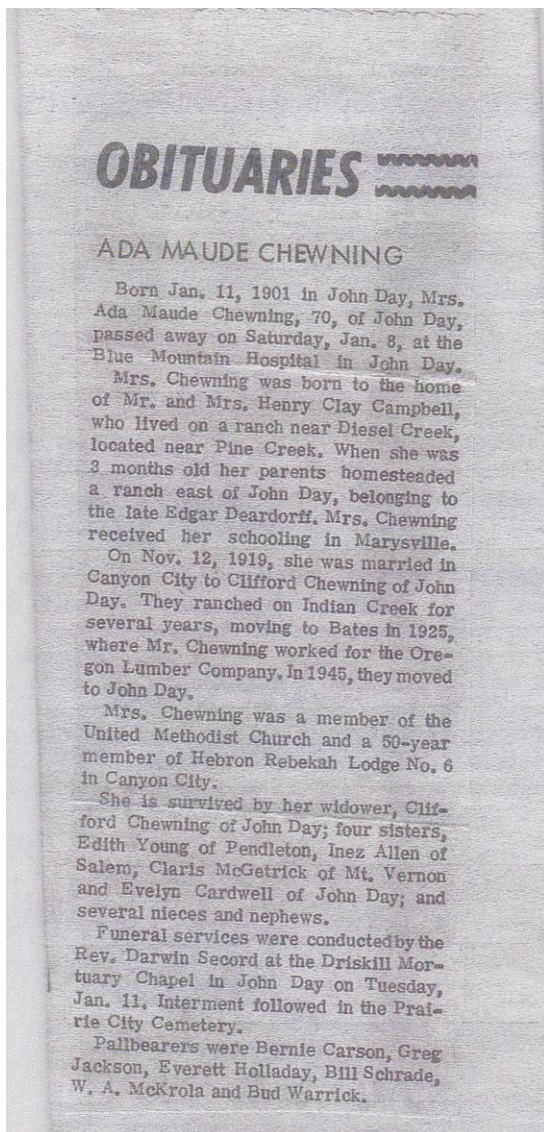 OBITUARIES
ADA MAUDE CHEWNING
Born Jan. 11, 1901 in John Day, Mrs.
Ada Maude Chewning, 70, of John Day,
passed away on Saturday, Jan. 8, at the
Blue Mountain Hospital in John Day.
Mrs. Chewning was born to the home
of Mr. and Mrs. Henry Clay Campbell,
who lived on a ranch near Diesel Creek,
located near Pine Creek. When she was
3 months old her parents homesteaded
a ranch east of John Day, belonging to
the late Edgar Deardorff. Mrs. Chewning
received her schooling in Marysville.
On Nov. 12, 1919, she was married in
Canyon City to Clifford Chewning of John
Day. They ranched on Indian Creek for
several years, moving to Bates in 1925,
where Mr. Chewning worked for the Ore-
gon Lumber Company. In 1945, they moved
to John Day.
Mrs. Chewning was a member of the
United Methodist Church and a 50-year
member of Hebron Rebekah Lodge No. 6
in Canyon City.
She is survived by her widower, Clif-
ford Chewning of John Day; four sisters,
Edith Young of Pendleton, Inez Allen of
Salem, Claris McGetrick of Mt. Vernon
and Evelyn Cardwell of John Day; and
several nieces and nephews.
Funeral services were conducted by the
Rev. Darwin Secord at the Driskill Mor-
tuary Chapel in John Day on Tuesday,
Jan. 11. Interment followed in the Prai-
rie City Cemetery.
Pallbearers were Bernie Carson, Greg
Jackson, Everett Holladay, Bill Schrade,
W. A. McKrola and Bud Warrick.